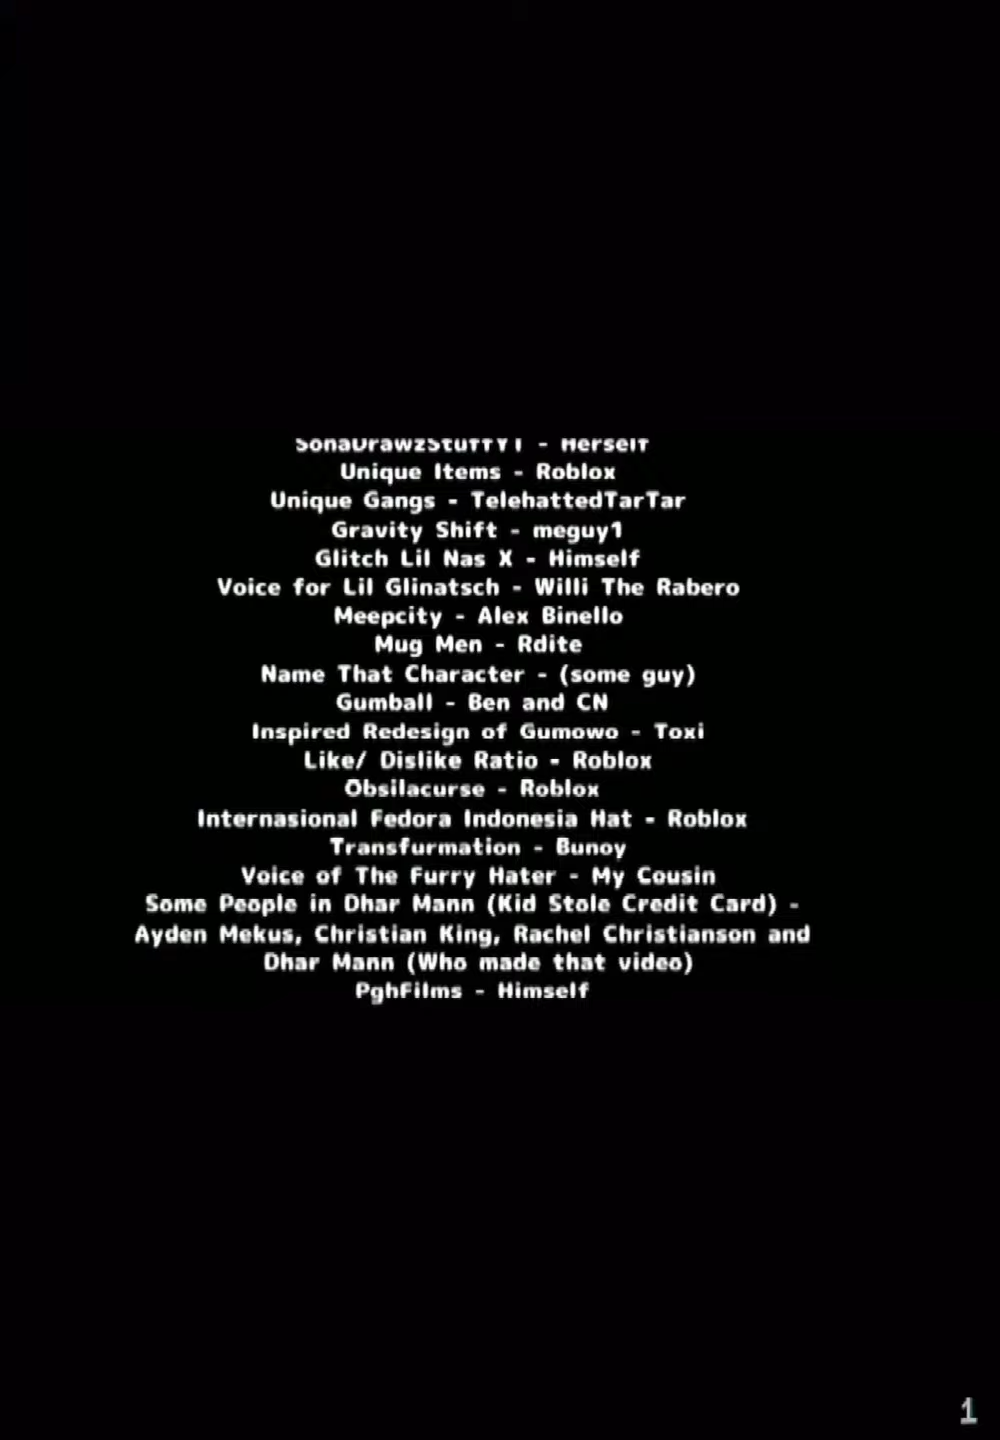 SonaDrawzStuffYT - Herself
Unique Items - Roblox
Unique Gangs - TelehattedTarTar
Gravity Shift - meguy1
Glitch Lil Nas X - Himself
Voice for Lil Glinatsch - Willi The Rabero
Meepcity - Alex Binello
Mug Men - Rdite
Name That Character - (some guy)
Gumball - Ben and CN
Inspired Redesign of Gumowo - Toxi
Like/ Dislike Ratio - Roblox
Obsilacurse - Roblox
Internasional Fedora Indonesia Hat - Roblox
Transfurmation - Bunoy
Voice of The Furry Hater - My Cousin
Some People in Dhar Mann (Kid Stole Credit Card) -
Ayden Mekus, Christian King, Rachel Christianson and
Dhar Mann (Who made that video)
PghFilms - Himself
1